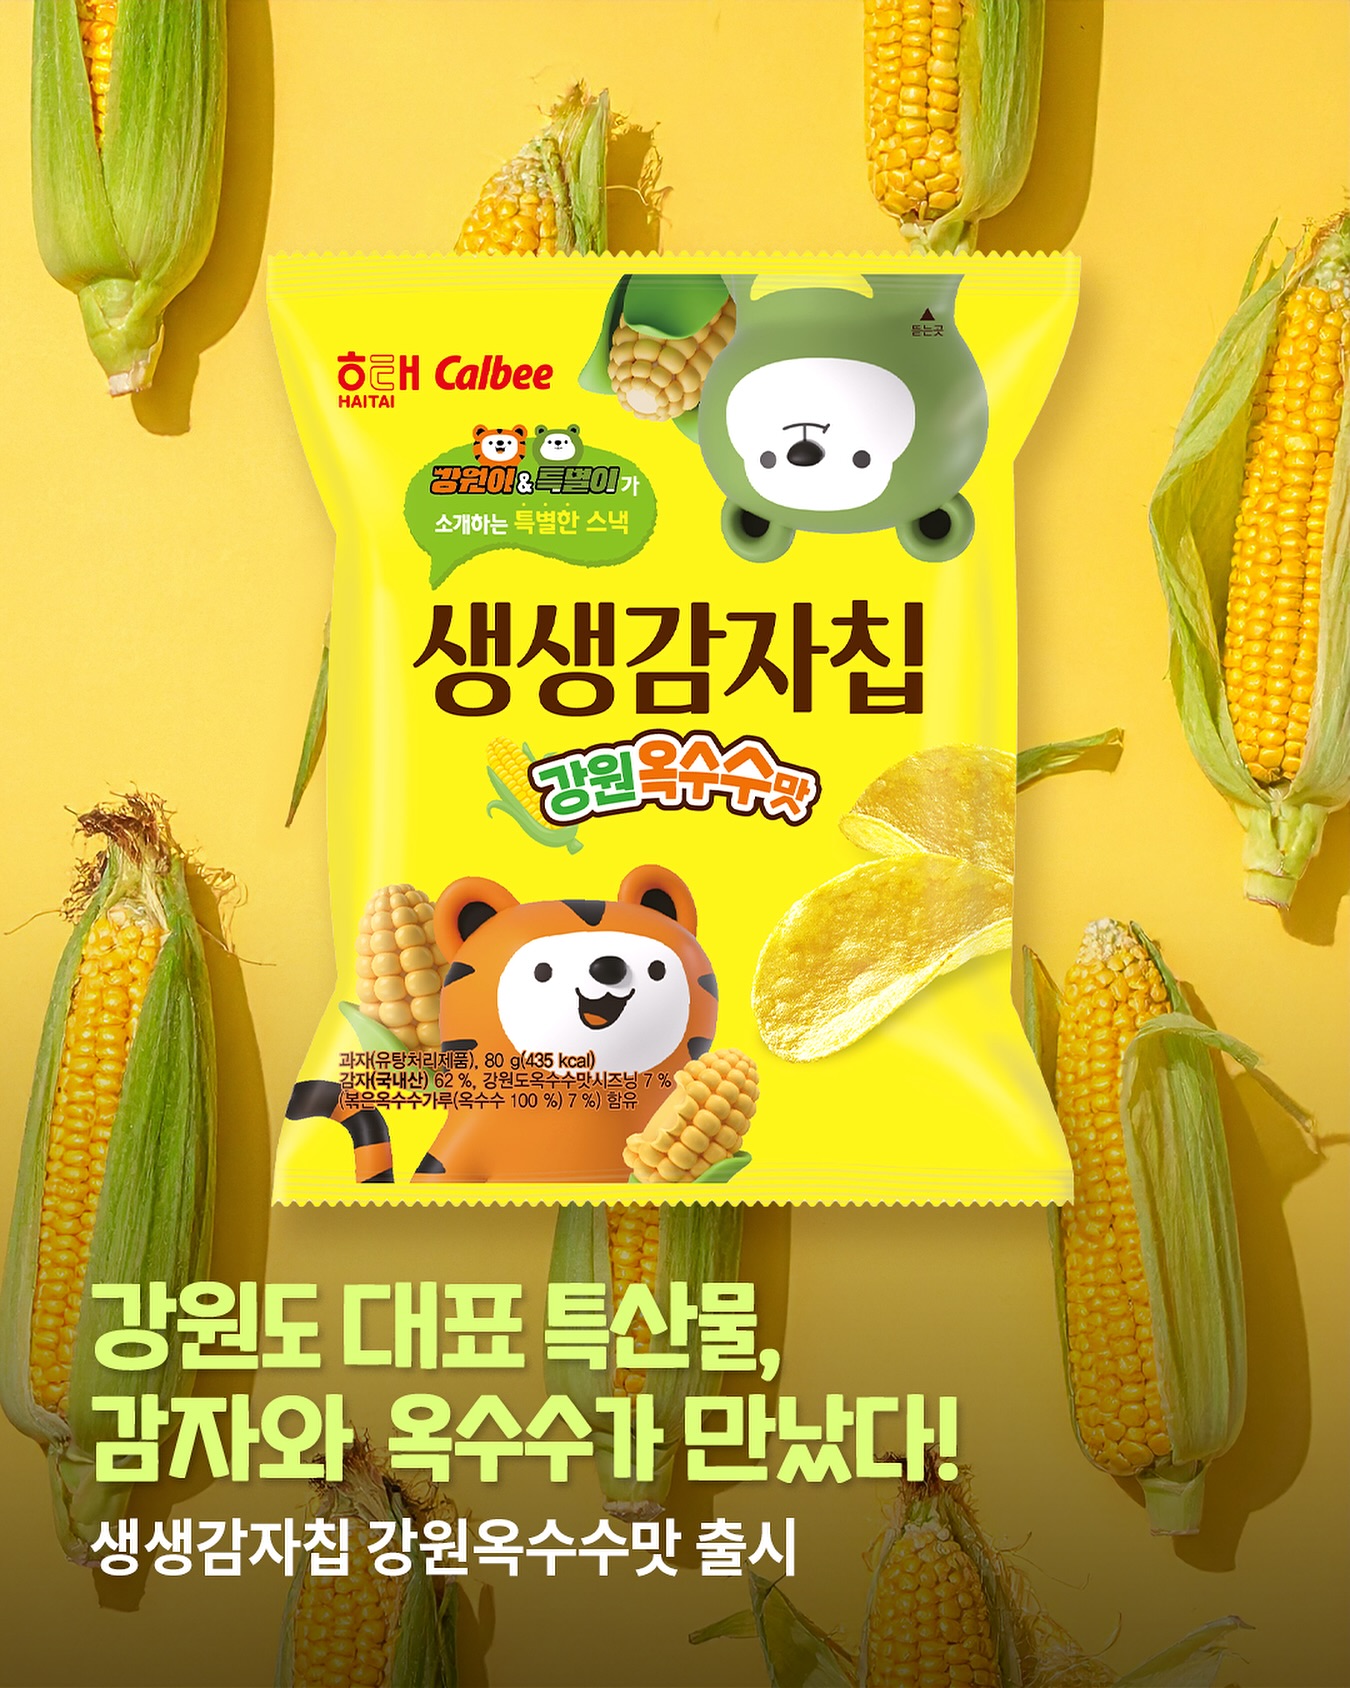 해태 Calbee
HAITAI
뜯는곳
강원이&특별이가
소개하는 특별한 스낵
생생감자칩
강원옥수수맛
과자(유탕처리제품), 80 g(435 kcal)
감자(국내산) 62 %, 강원도옥수수맛시즈닝 7 %
(볶은옥수수가루(옥수수 100 %) 7 %) 함유
강원도 대표 특산물,
감자와 옥수수가 만났다!
생생감자칩 강원옥수수맛 출시